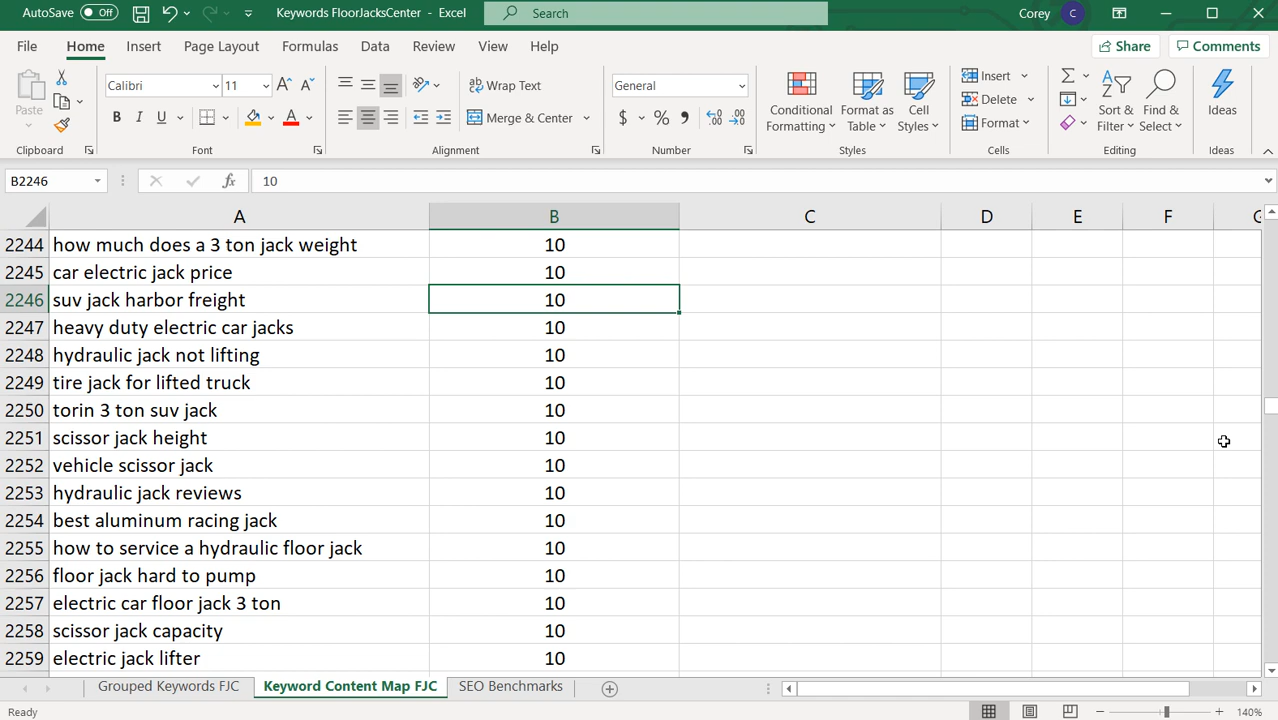 AutoSave Off Keywords FloorJacksCenter - Excel Search Corey C
File Home Insert Page Layout Formulas Data Review View Help Share Comments
Paste Calibri 11 A A Wrap Text General Conditional Formatting Format as Table Cell Styles Insert Sort & Filter Find & Select Ideas
B I U A Merge & Center $ % Delete
Format
Clipboard Font Alignment Number Styles Cells Editing Ideas
B2246 fx 10
A B C D E F G
2244 how much does a 3 ton jack weight 10
2245 car electric jack price 10
2246 suv jack harbor freight 10
2247 heavy duty electric car jacks 10
2248 hydraulic jack not lifting 10
2249 tire jack for lifted truck 10
2250 torin 3 ton suv jack 10
2251 scissor jack height 10
2252 vehicle scissor jack 10
2253 hydraulic jack reviews 10
2254 best aluminum racing jack 10
2255 how to service a hydraulic floor jack 10
2256 floor jack hard to pump 10
2257 electric car floor jack 3 ton 10
2258 scissor jack capacity 10
2259 electric jack lifter 10
Grouped Keywords FJC Keyword Content Map FJC SEO Benchmarks
Ready 140%